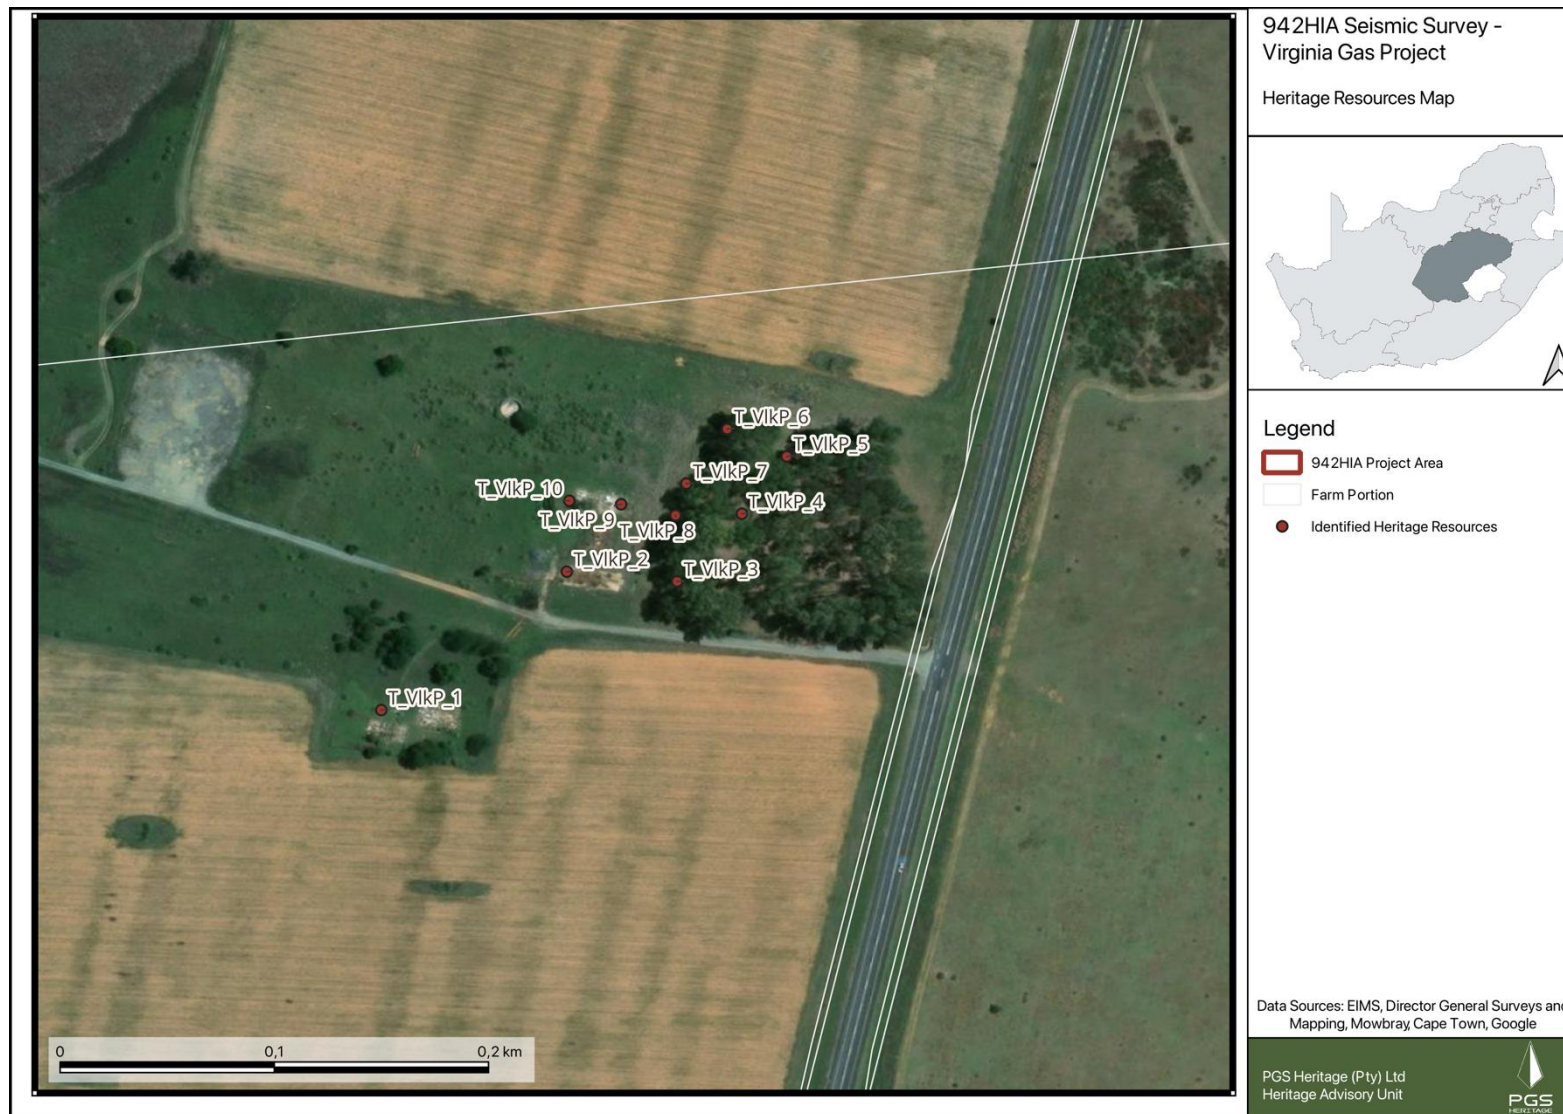 942HIA Seismic Survey -
Virginia Gas Project
Heritage Resources Map
T_VlkP_6
T_VlkP_5
T_VlkP_7
T_VlkP_10
T_VlkP_4
T_VlkP_9
T_VlkP_8
T_VlkP_2
T_VlkP_3
T_VlkP_1
0
0,1
0,2 km
Legend
942HIA Project Area
Farm Portion
Identified Heritage Resources
Data Sources: EIMS, Director General Surveys and
Mapping, Mowbray, Cape Town, Google
PGS Heritage (Pty) Ltd
Heritage Advisory Unit
PGS
HERITAGE